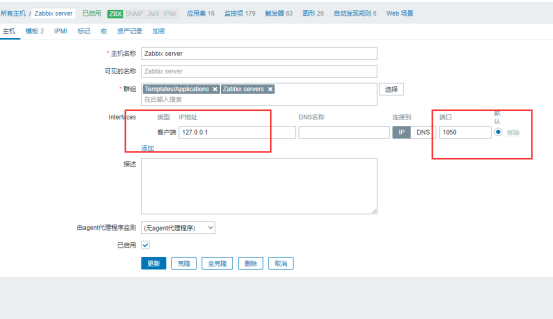 所有主机 / Zabbix server 已启用 ZBX SNMP JMX IPMI 应用集 16 监控项 179 触发器 63 图形 26 自动发现规则 6 Web 场景
主机 模板 2 IPMI 标记 宏 资产记录 加密
* 主机名称 Zabbix server
可见的名称 Zabbix server
* 群组 Templates/Applications × Zabbix servers × 选择
在此输入搜索
Interfaces 类型 IP地址 DNS名称 连接到 端口 默认
客户端 127.0.0.1 IP DNS 1050 移除
添加
描述
由agent代理程序监测 (无agent代理程序)
已启用
更新 克隆 全克隆 删除 取消